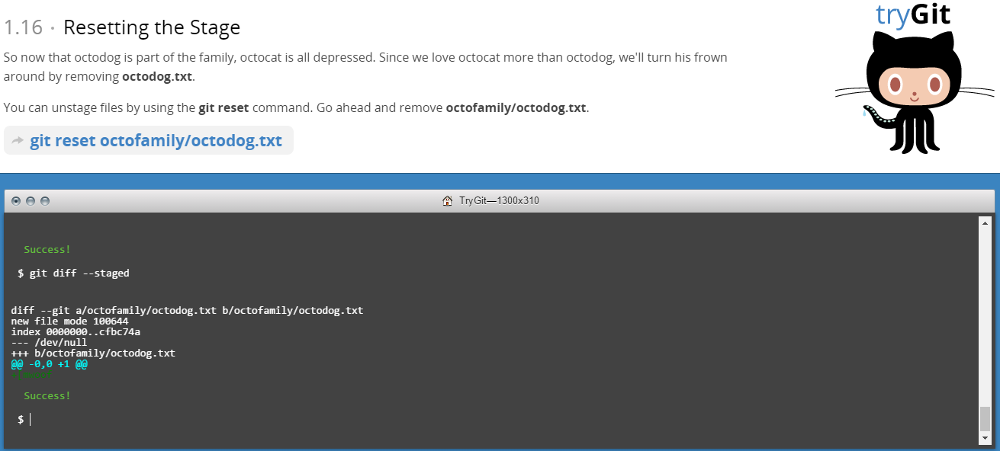 tryGit
1.16 · Resetting the Stage
So now that octodog is part of the family, octocat is all depressed. Since we love octocat more than octodog, we'll turn his frown
around by removing octodog.txt.
You can unstage files by using the git reset command. Go ahead and remove octofamily/octodog.txt.
git reset octofamily/octodog.txt
TryGit—1300x310
Success!
$ git diff --staged
diff --git a/octofamily/octodog.txt b/octofamily/octodog.txt
new file mode 100644
index 0000000..cfbc74a
--- /dev/null
+++ b/octofamily/octodog.txt
@@ -0,0 +1 @@
Success!
$